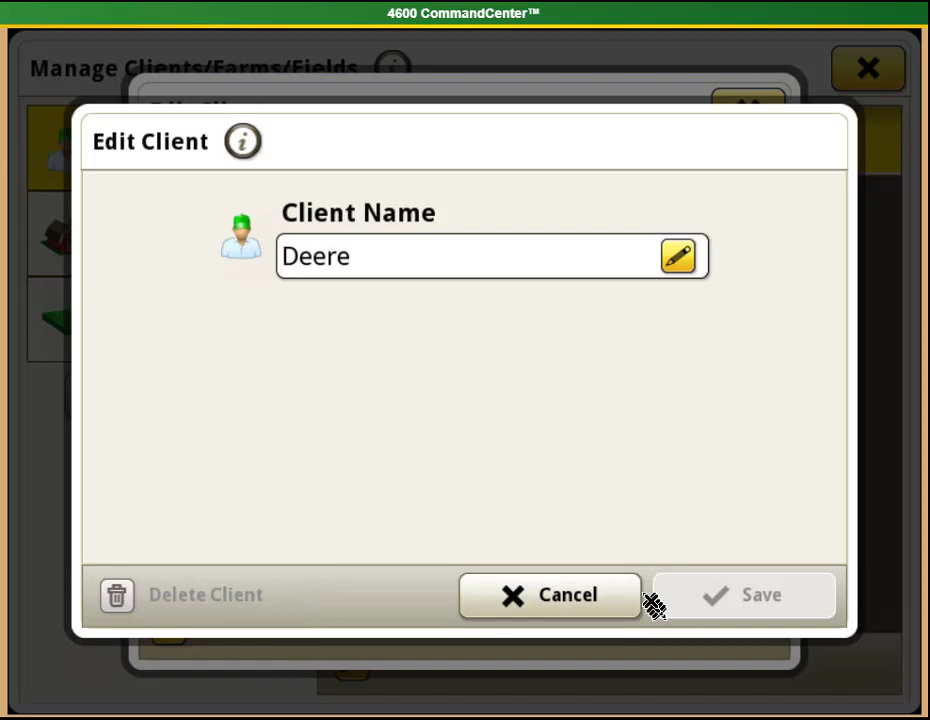 4600 CommandCenter™
Manage Clients/Farms/Fields
Edit Client
Client Name
Deere
Delete Client
Cancel
Save